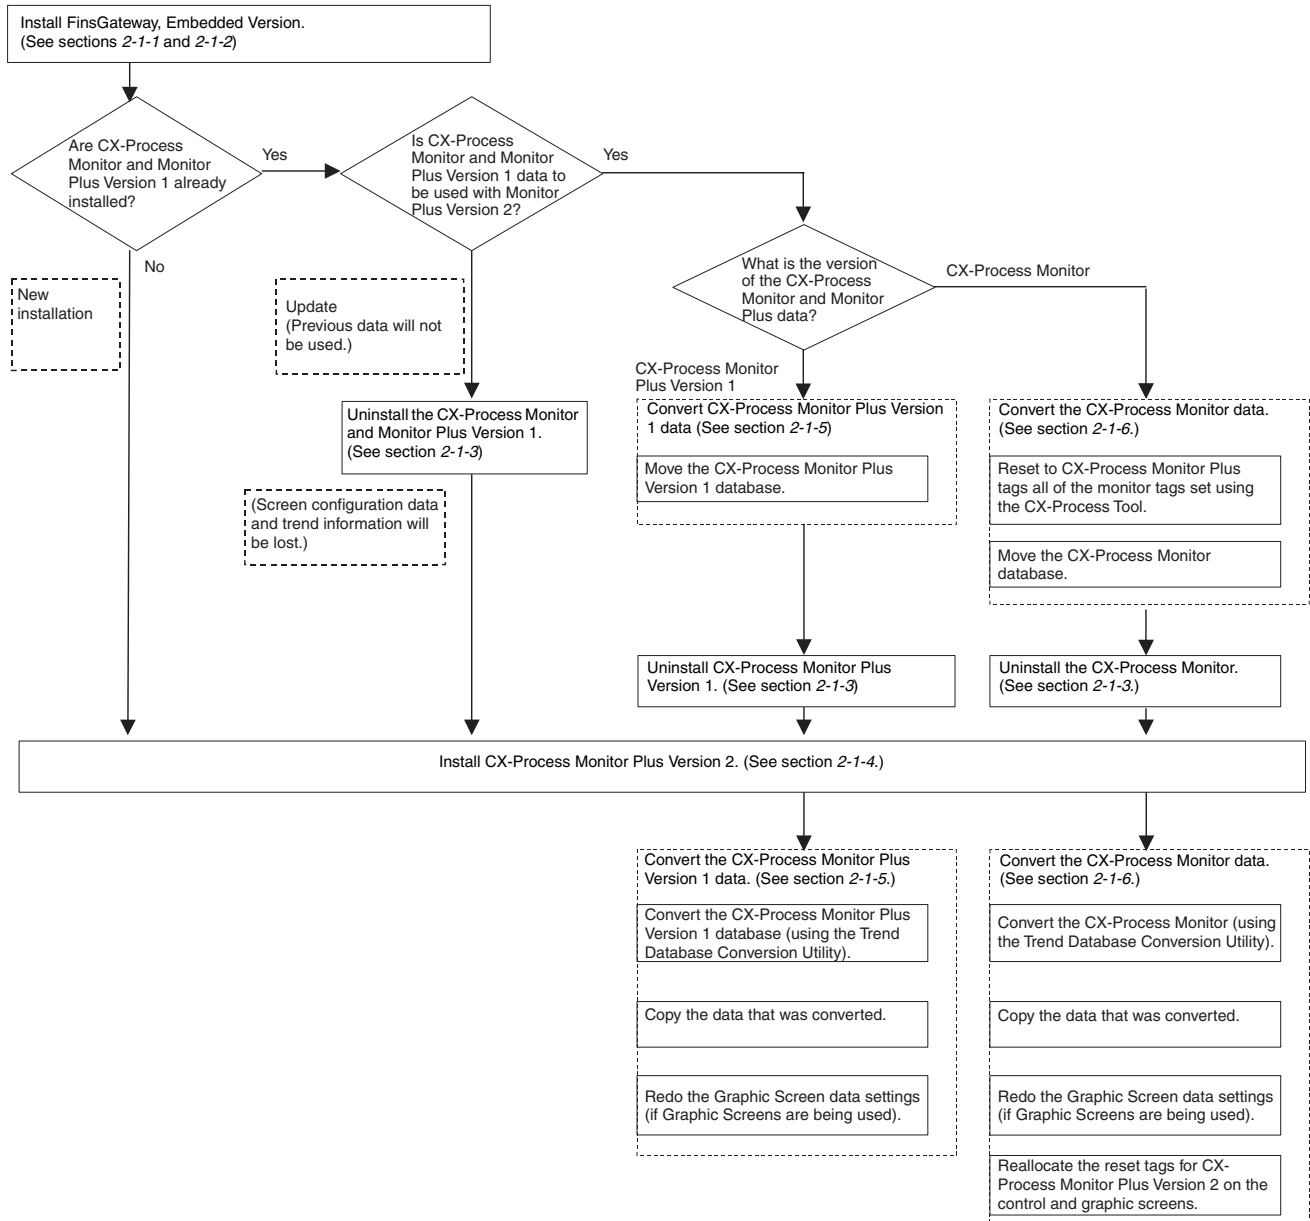 Install FinsGateway, Embedded Version.
(See sections 2-1-1 and 2-1-2)
Are CX-Process
Monitor and Monitor
Plus Version 1 already
installed?
Yes
Is CX-Process
Monitor and Monitor
Plus Version 1 data to
be used with Monitor
Plus Version 2?
Yes
No
New
installation
Update
(Previous data will not
be used.)
What is the version
of the CX-Process
Monitor and Monitor
Plus data?
CX-Process Monitor
CX-Process Monitor
Plus Version 1
Uninstall the CX-Process Monitor
and Monitor Plus Version 1.
(See section 2-1-3)
(Screen configuration data
and trend information will
be lost.)
Convert CX-Process Monitor Plus Version
1 data (See section 2-1-5)
Move the CX-Process Monitor Plus
Version 1 database.
Convert the CX-Process Monitor data.
(See section 2-1-6.)
Reset to CX-Process Monitor Plus
tags all of the monitor tags set using
the CX-Process Tool.
Move the CX-Process Monitor
database.
Uninstall CX-Process Monitor Plus
Version 1. (See section 2-1-3)
Uninstall the CX-Process Monitor.
(See section 2-1-3.)
Install CX-Process Monitor Plus Version 2. (See section 2-1-4.)
Convert the CX-Process Monitor Plus
Version 1 data. (See section 2-1-5.)
Convert the CX-Process Monitor Plus
Version 1 database (using the Trend
Database Conversion Utility).
Copy the data that was converted.
Redo the Graphic Screen data settings
(if Graphic Screens are being used).
Convert the CX-Process Monitor data.
(See section 2-1-6.)
Convert the CX-Process Monitor (using
the Trend Database Conversion Utility).
Copy the data that was converted.
Redo the Graphic Screen data settings
(if Graphic Screens are being used).
Reallocate the reset tags for CX-
Process Monitor Plus Version 2 on the
control and graphic screens.